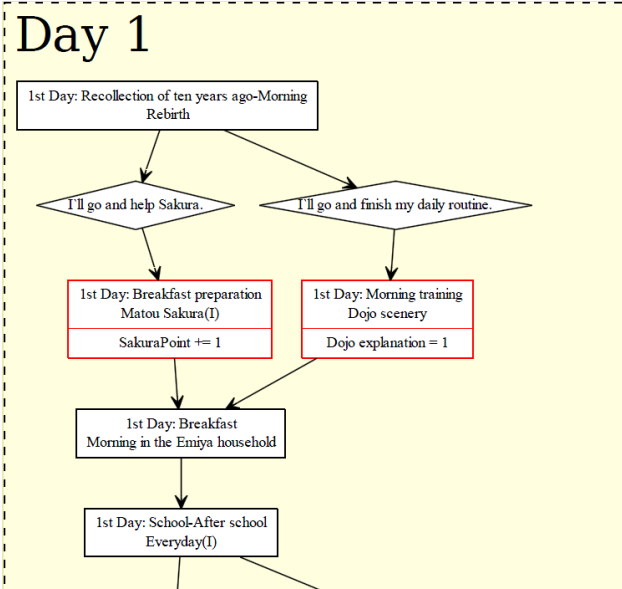 Day 1
1st Day: Recollection of ten years ago-Morning
Rebirth
I'll go and help Sakura.
I'll go and finish my daily routine.
1st Day: Breakfast preparation
Matou Sakura(I)
SakuraPoint += 1
1st Day: Morning training
Dojo scenery
Dojo explanation = 1
1st Day: Breakfast
Morning in the Emiya household
1st Day: School-After school
Everyday(I)